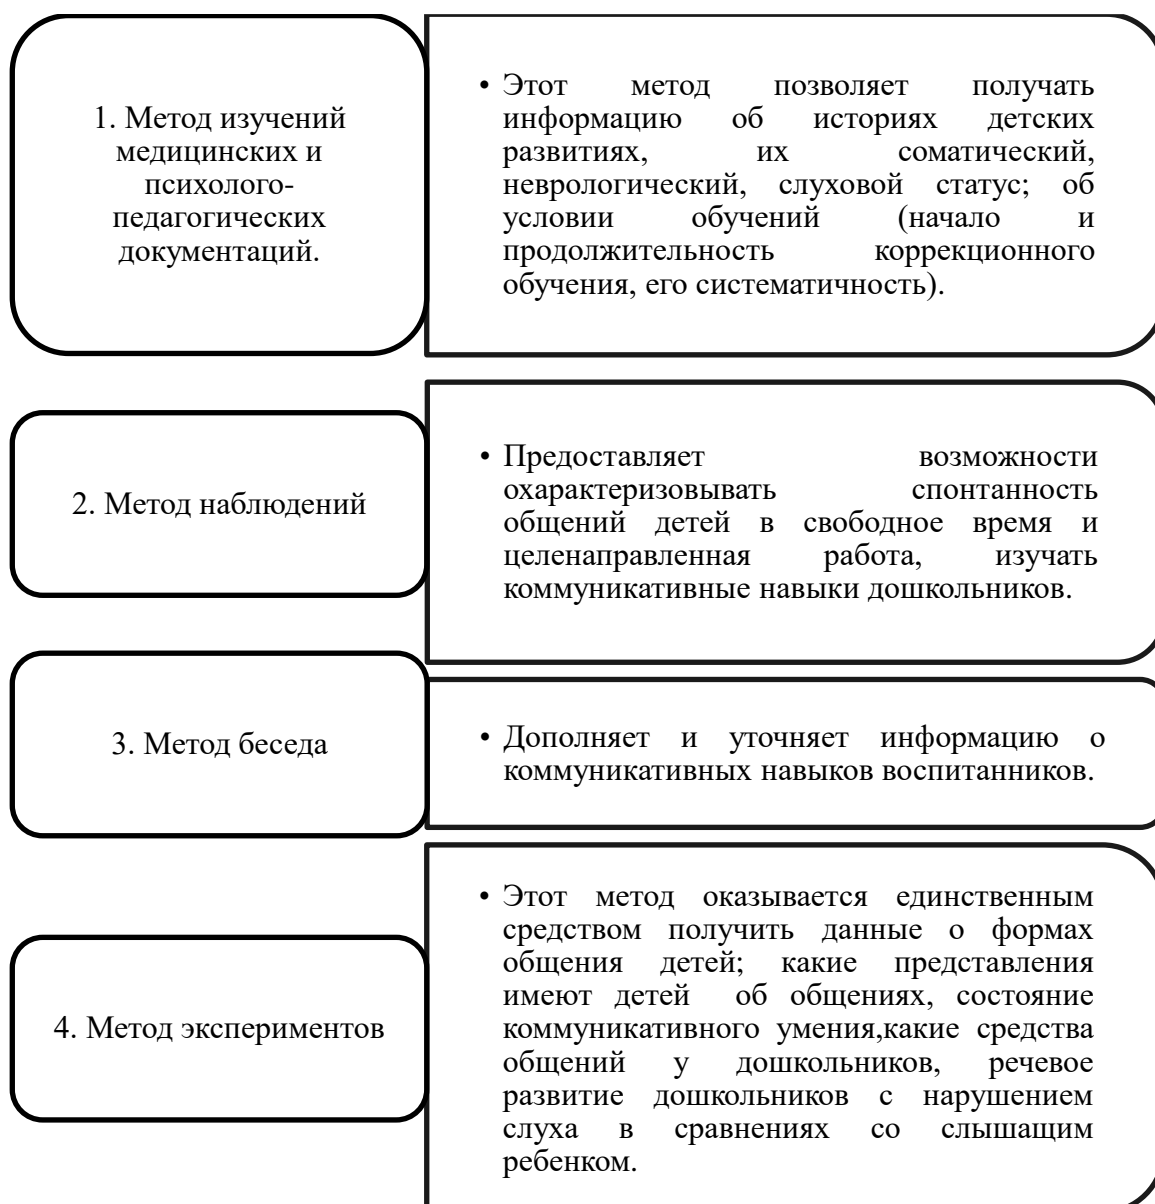 1. Метод изучений
медицинских и
психолого-
педагогических
документаций.
• Этот метод позволяет получать
информацию об историях детских
развитиях, их соматический,
неврологический, слуховой статус; об
условии обучений (начало и
продолжительность коррекционного
обучения, его систематичность).
2. Метод наблюдений
• Предоставляет возможности
охарактеризовывать спонтанность
общений детей в свободное время и
целенаправленная работа, изучать
коммуникативные навыки дошкольников.
3. Метод беседа
• Дополняет и уточняет информацию о
коммуникативных навыков воспитанников.
4. Метод экспериментов
• Этот метод оказывается единственным
средством получить данные о формах
общения детей; какие представления
имеют детей об общениях, состояние
коммуникативного умения,какие средства
общений у дошкольников, речевое
развитие дошкольников с нарушением
слуха в сравнениях со слышащим
ребенком.